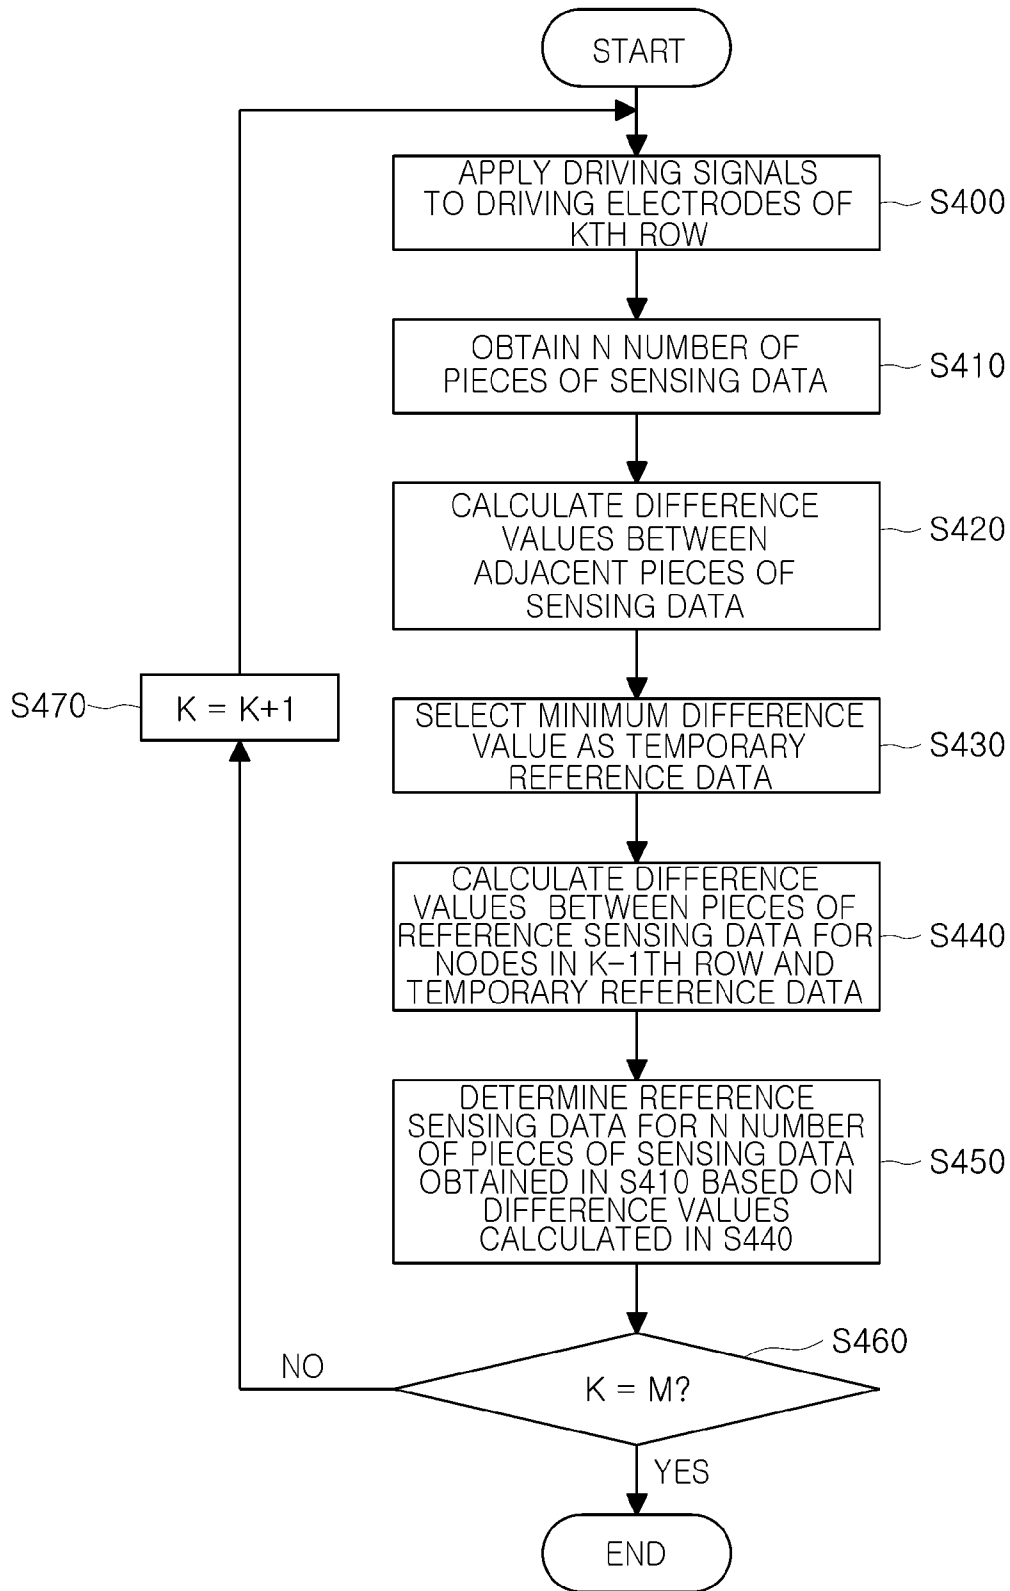 START
APPLY DRIVING SIGNALS
TO DRIVING ELECTRODES OF
KTH ROW
S400
OBTAIN N NUMBER OF
PIECES OF SENSING DATA
S410
CALCULATE DIFFERENCE
VALUES BETWEEN
ADJACENT PIECES OF
SENSING DATA
S420
S470
K = K+1
SELECT MINIMUM DIFFERENCE
VALUE AS TEMPORARY
REFERENCE DATA
S430
CALCULATE DIFFERENCE
VALUES BETWEEN PIECES OF
REFERENCE SENSING DATA FOR
NODES IN K-1TH ROW AND
TEMPORARY REFERENCE DATA
S440
DETERMINE REFERENCE
SENSING DATA FOR N NUMBER
OF PIECES OF SENSING DATA
OBTAINED IN S410 BASED ON
DIFFERENCE VALUES
CALCULATED IN S440
S450
S460
NO
K = M?
YES
END